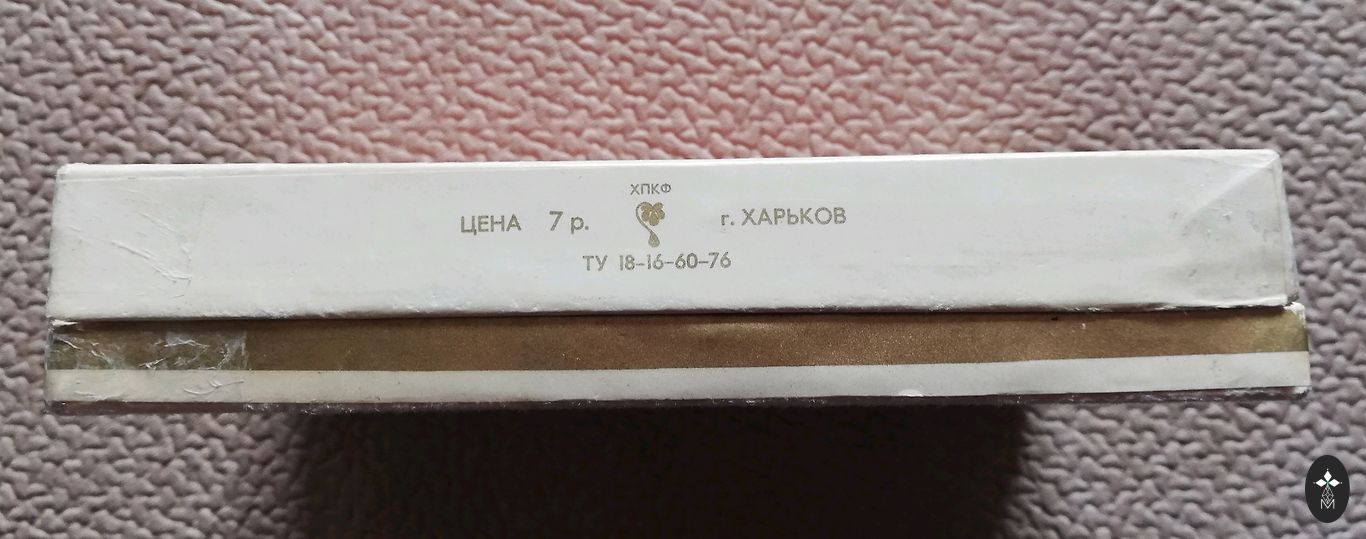 ХПКФ
ЦЕНА 7 р. г. ХАРЬКОВ
ТУ 18-16-60-76
M